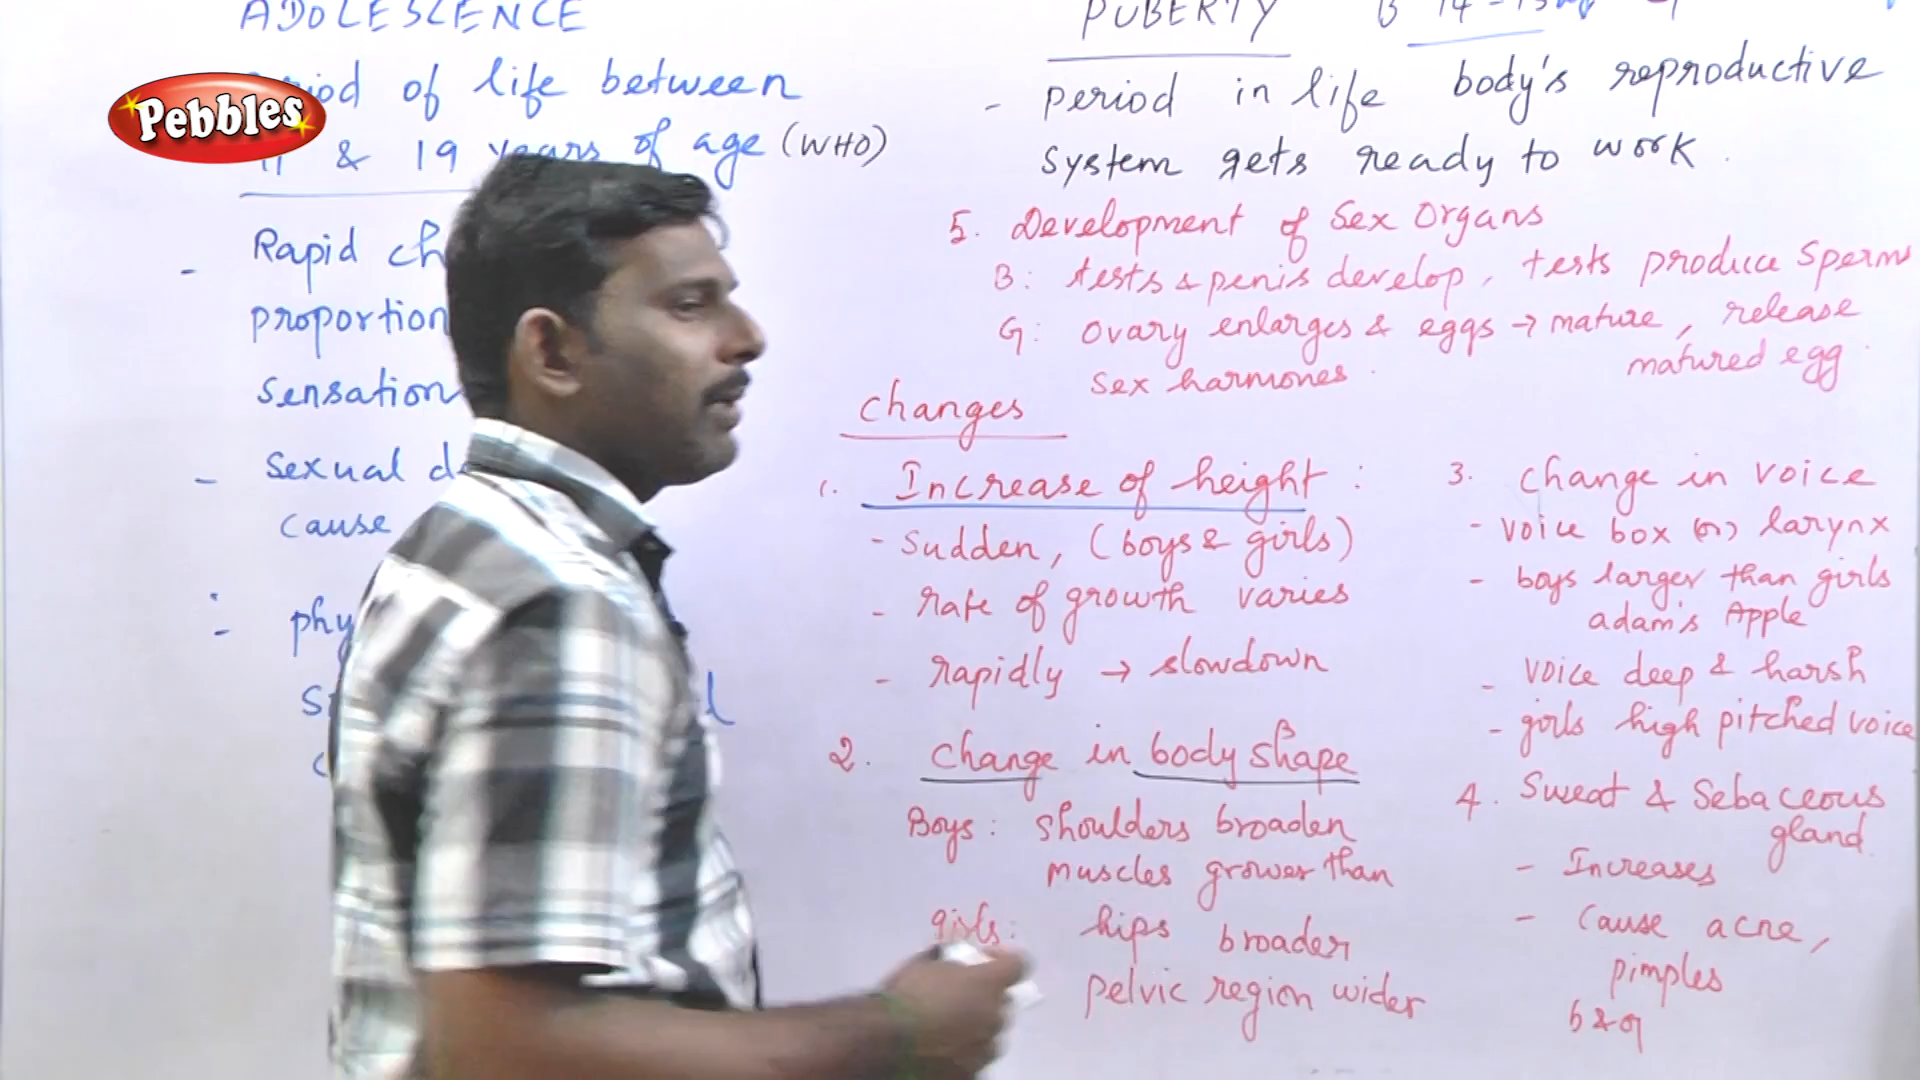 ADOLESCENCE
Pebbles
of life between
& 19 years of age (WHO)
- Rapid
proportion
sensation
- Sexual
cause
PUBERTY B 14 -
- period in life body's reproductive
system gets ready to work.
5. Development of Sex Organs
B: tests & penis develop, tests produce sperms
G: ovary enlarges & eggs → mature, release
matured egg.
sex harmones.
Changes
1. Increase of height :
- Sudden, (boys & girls)
- rate of growth varies
- rapidly → slowdown
2. Change in body shape
Boys: shoulders broaden
muscles grower than
girls: hips broader
pelvic region wider
3. Change in voice
- voice box (or) larynx
- boys larger than girls
adam's Apple
- voice deep & harsh
- girls high pitched voice
4. Sweat & Sebaceous
gland
- Increases
- Cause acne,
pimples
b & g